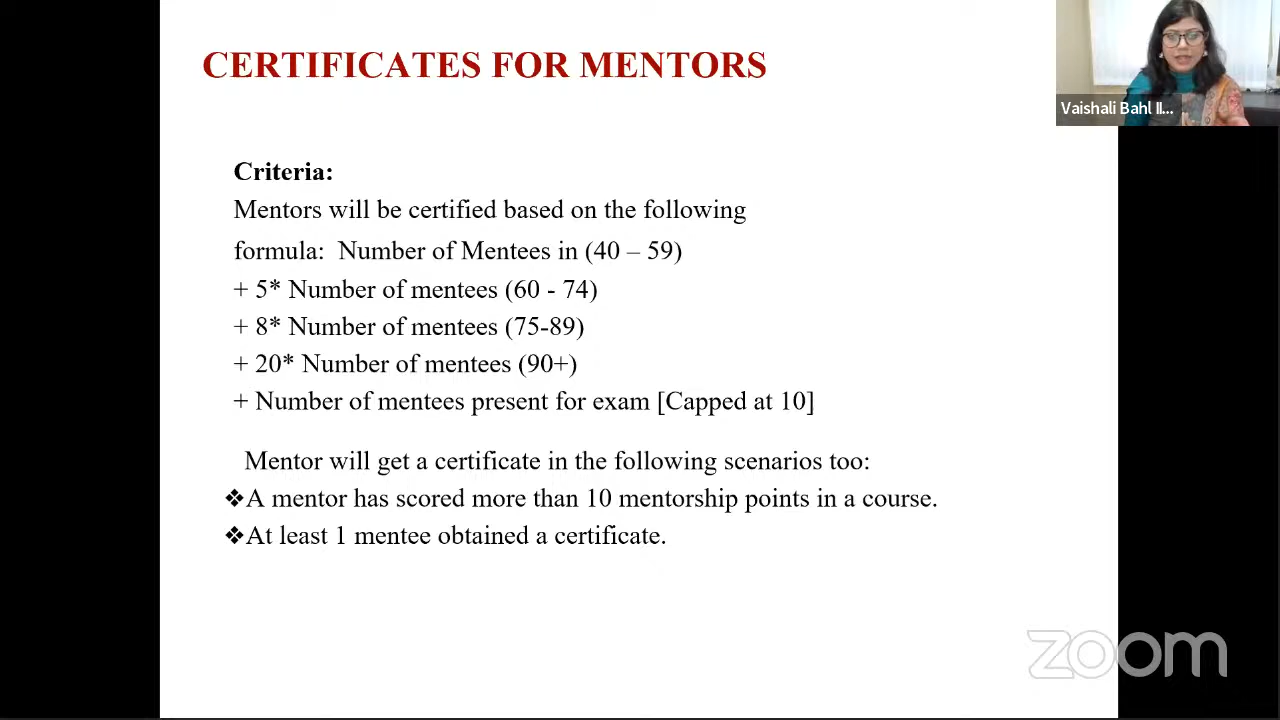 CERTIFICATES FOR MENTORS
Vaishali Bahl II...
Criteria:
Mentors will be certified based on the following
formula: Number of Mentees in (40 – 59)
+ 5* Number of mentees (60 - 74)
+ 8* Number of mentees (75-89)
+ 20* Number of mentees (90+)
+ Number of mentees present for exam [Capped at 10]
Mentor will get a certificate in the following scenarios too:
❖A mentor has scored more than 10 mentorship points in a course.
❖At least 1 mentee obtained a certificate.
zoom